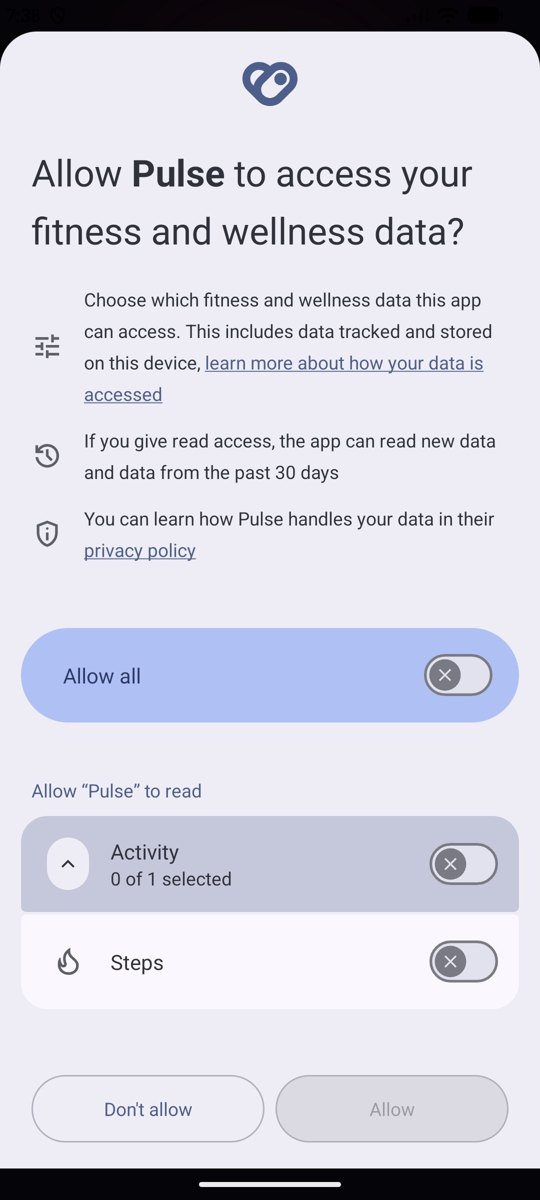 7:38
Allow Pulse to access your
fitness and wellness data?
Choose which fitness and wellness data this app
can access. This includes data tracked and stored
on this device, learn more about how your data is
accessed
If you give read access, the app can read new data
and data from the past 30 days
You can learn how Pulse handles your data in their
privacy policy
Allow all
Allow “Pulse” to read
Activity
0 of 1 selected
Steps
Don't allow
Allow